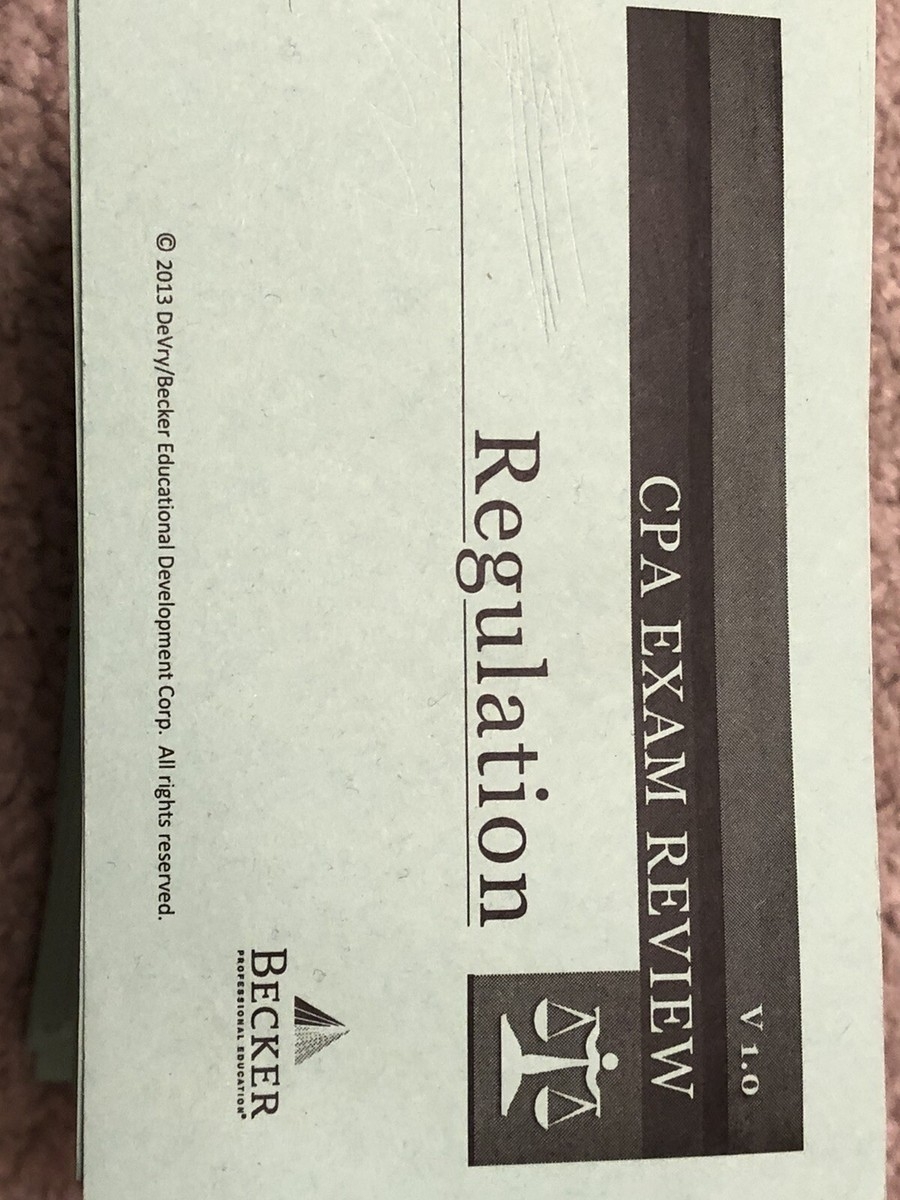 V 1.0
CPA EXAM REVIEW
Regulation
BECKER
PROFESSIONAL EDUCATION®
© 2013 DeVry/Becker Educational Development Corp. All rights reserved.